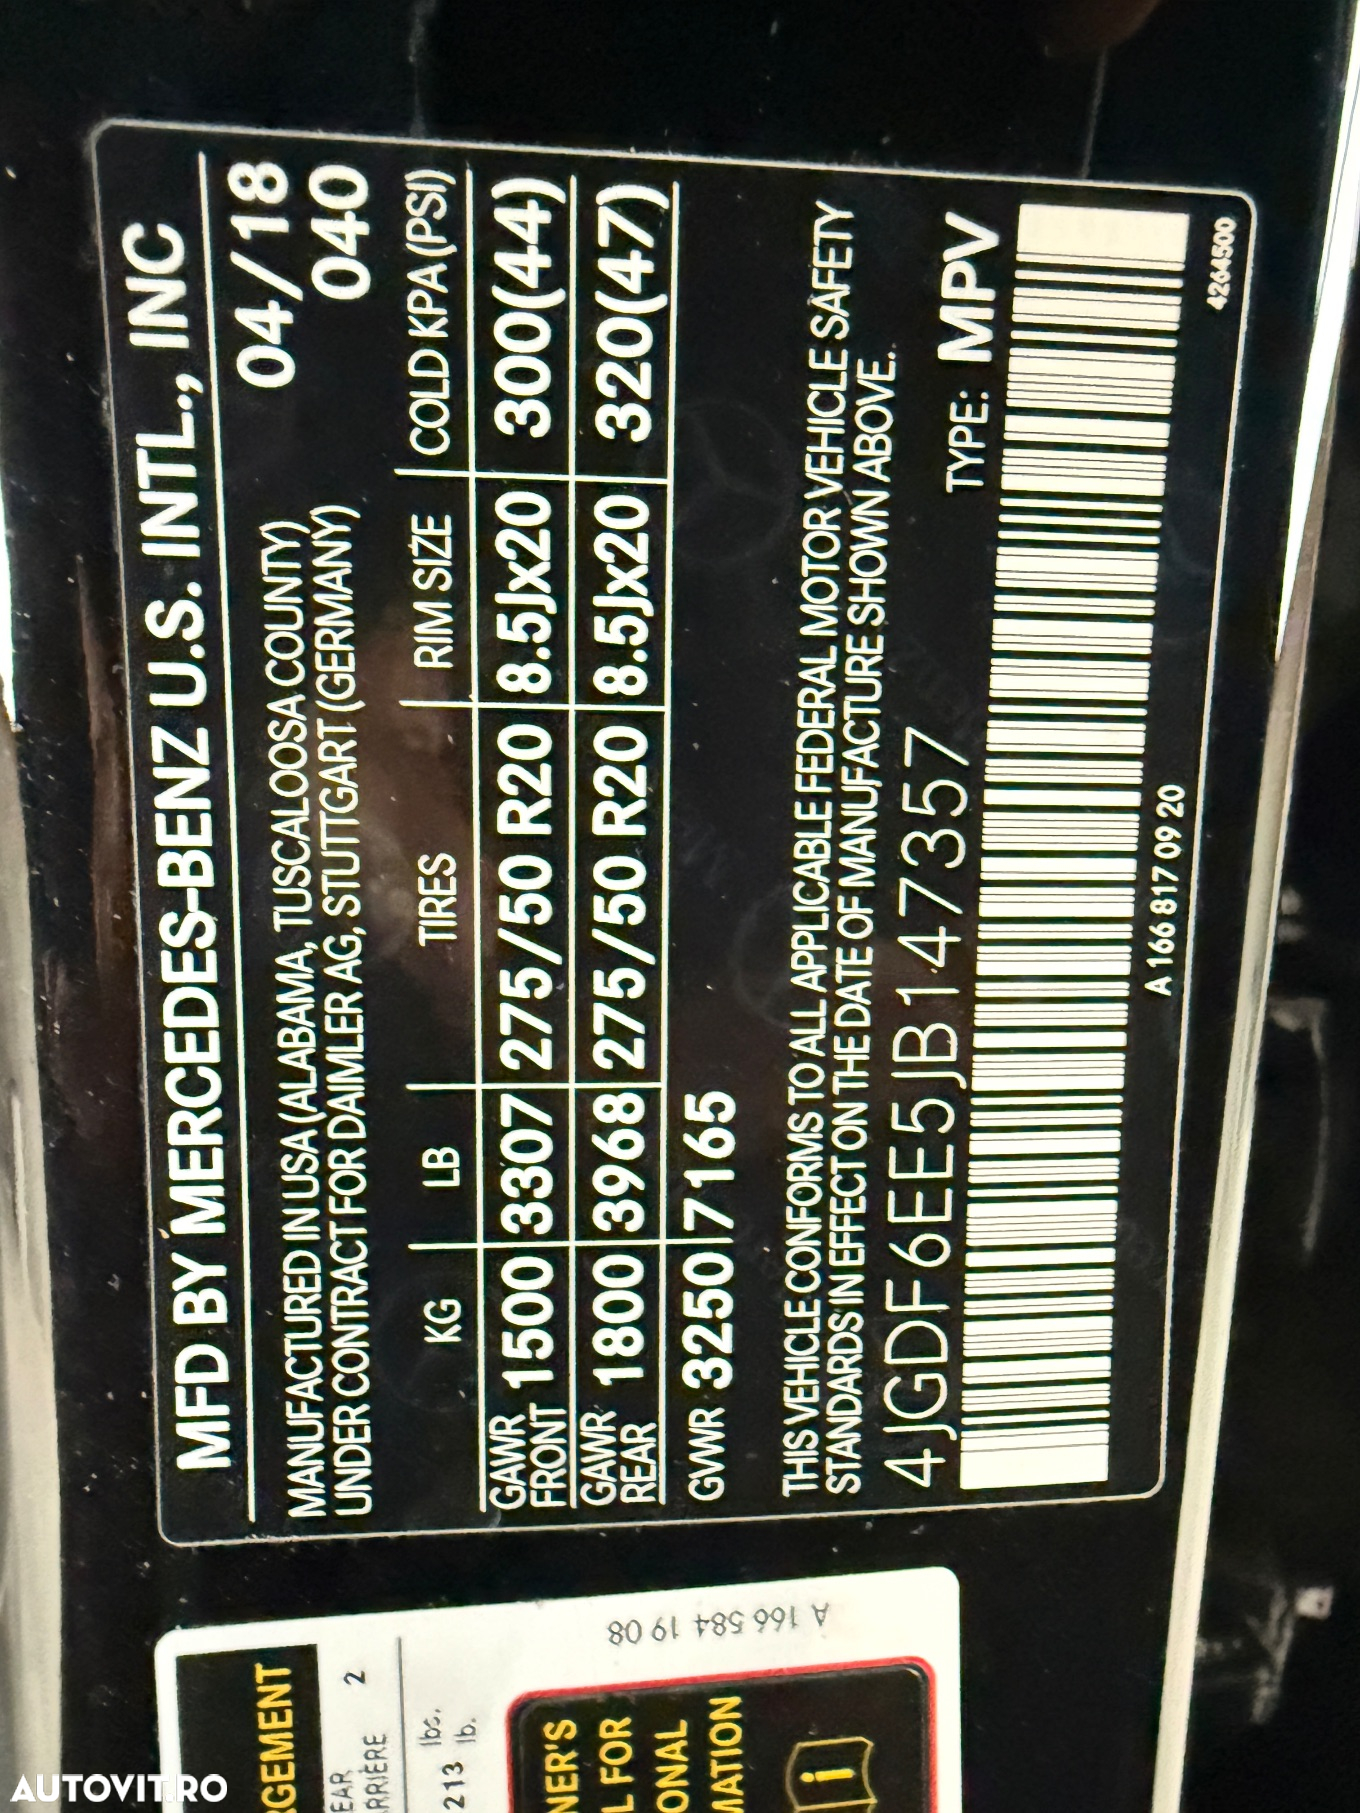 MFD BY MERCEDES-BENZ U.S. INTL., INC
MANUFACTURED IN USA (ALABAMA, TUSCALOOSA COUNTY) 04/18
UNDER CONTRACT FOR DAIMLER AG, STUTTGART (GERMANY) 040
KG LB TIRES RIM SIZE COLD KPA (PSI)
GAWR FRONT 1500 3307 275/50 R20 8.5Jx20 300(44)
GAWR REAR 1800 3968 275/50 R20 8.5Jx20 320(47)
GVWR 3250 7165
THIS VEHICLE CONFORMS TO ALL APPLICABLE FEDERAL MOTOR VEHICLE SAFETY
STANDARDS IN EFFECT ON THE DATE OF MANUFACTURE SHOWN ABOVE.
4JGDF6EE5JB147357 TYPE: MPV
A 166 817 09 20
4264500
A 166 584 19 08
RGEMENT
EAR
ARRIÈRE 2
213 lbs.
lb.
NER'S
L FOR
ONAL
MATION
i
AUTOVIT.RO